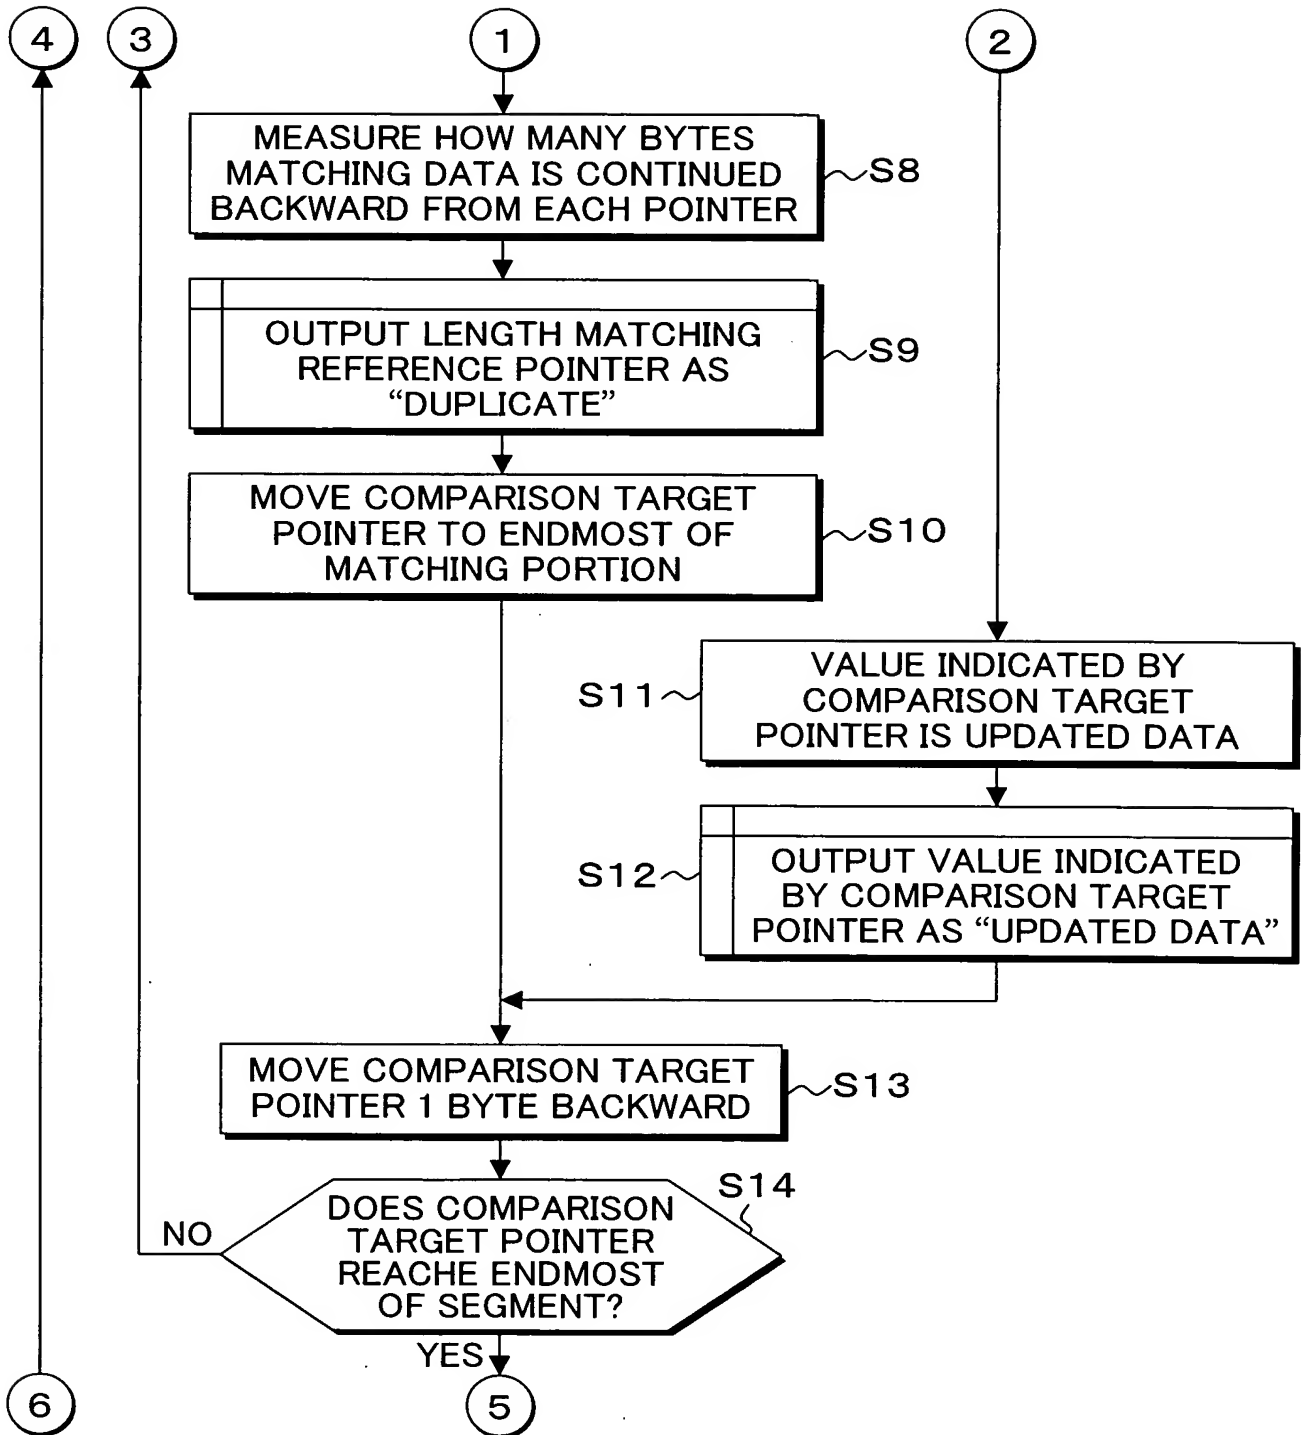 4
3
1
2
MEASURE HOW MANY BYTES
MATCHING DATA IS CONTINUED
BACKWARD FROM EACH POINTER
S8
OUTPUT LENGTH MATCHING
REFERENCE POINTER AS
“DUPLICATE”
S9
MOVE COMPARISON TARGET
POINTER TO ENDMOST OF
MATCHING PORTION
S10
S11
VALUE INDICATED BY
COMPARISON TARGET
POINTER IS UPDATED DATA
S12
OUTPUT VALUE INDICATED
BY COMPARISON TARGET
POINTER AS “UPDATED DATA”
MOVE COMPARISON TARGET
POINTER 1 BYTE BACKWARD
S13
S14
NO
DOES COMPARISON
TARGET POINTER
REACHE ENDMOST
OF SEGMENT?
YES
6
5